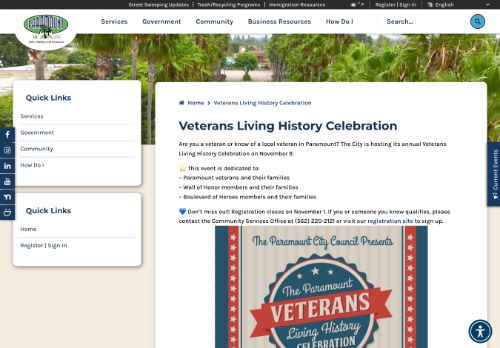 Street Sweeping Updates | Trash/Recycling Programs | Immigration Resources
° F
Register | Sign In
English
PARAMOUNT
Services
Government
Community
Business Resources
How Do I
Search...
Quick Links
Services
Government
Community
How Do I
Quick Links
Home
Register | Sign In
Home
Veterans Living History Celebration
Veterans Living History Celebration
Are you a veteran or know of a local veteran in Paramount? The City is hosting its annual Veterans
Living History Celebration on November 9.
This event is dedicated to:
– Paramount veterans and their families
– Wall of Honor members and their families
– Boulevard of Heroes members and their families
💙 Don't miss out! Registration closes on November 1. If you or someone you know qualifies, please
contact the Community Services Office at (562) 220-2121 or visit our registration site to sign up.
The Paramount City Council Presents
The Paramount
VETERANS
Living History
CELEBRATION
Current Events